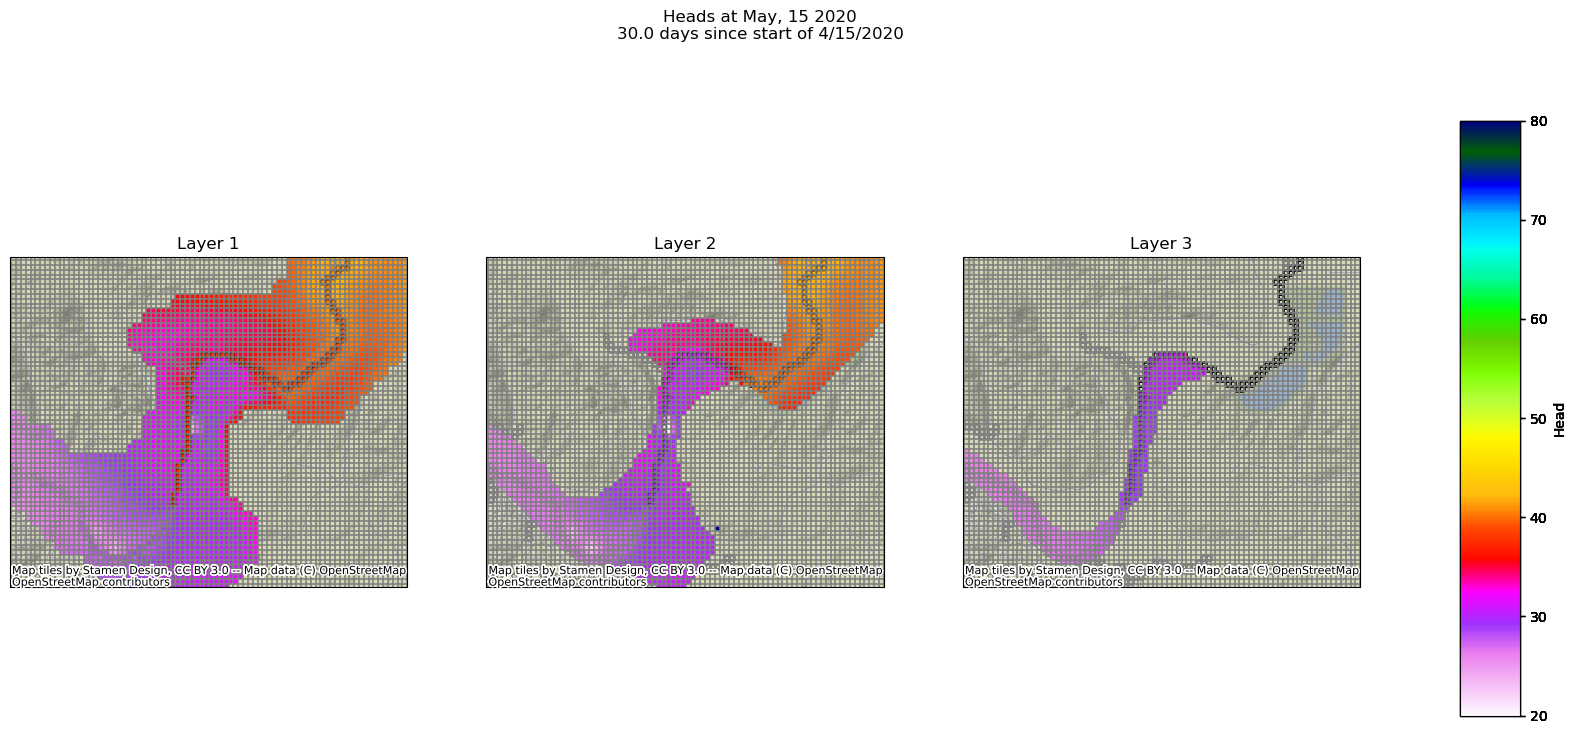 Heads at May, 15 2020
30.0 days since start of 4/15/2020
Layer 1
Map tiles by Stamen Design, CC BY 3.0 -- Map data (C) OpenStreetMap
OpenStreetMap contributors
Layer 2
Map tiles by Stamen Design, CC BY 3.0 -- Map data (C) OpenStreetMap
OpenStreetMap contributors
Layer 3
Map tiles by Stamen Design, CC BY 3.0 -- Map data (C) OpenStreetMap
OpenStreetMap contributors
80
70
60
50
40
30
20
Head